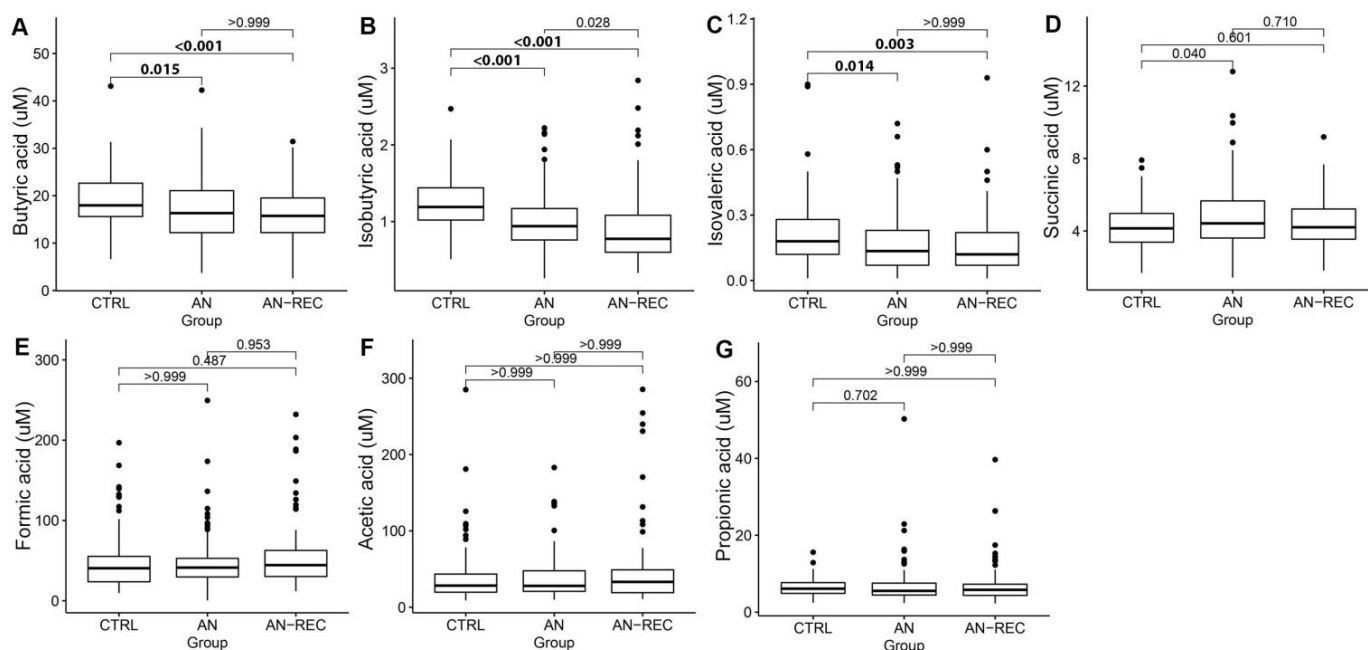 A
>0.999
<0.001
0.015
50
40
30
20
10
0
Butyric acid (uM)
CTRL AN AN-REC
Group
B
0.028
<0.001
<0.001
3
2
1
Isobutyric acid (uM)
CTRL AN AN-REC
Group
C
>0.999
0.003
0.014
1.2
0.9
0.6
0.3
0.0
Isovaleric acid (uM)
CTRL AN AN-REC
Group
D
0.710
0.601
0.040
12
8
4
Succinic acid (uM)
CTRL AN AN-REC
Group
E
0.953
0.487
>0.999
300
200
100
0
Formic acid (uM)
CTRL AN AN-REC
Group
F
>0.999
>0.999
>0.999
300
200
100
0
Acetic acid (uM)
CTRL AN AN-REC
Group
G
>0.999
>0.999
0.702
60
40
20
0
Propionic acid (uM)
CTRL AN AN-REC
Group